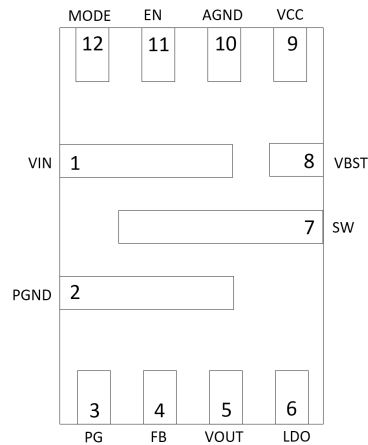 MODE EN AGND VCC
12 11 10 9
VIN 1 8 VBST
7 SW
PGND 2
3 4 5 6
PG FB VOUT LDO